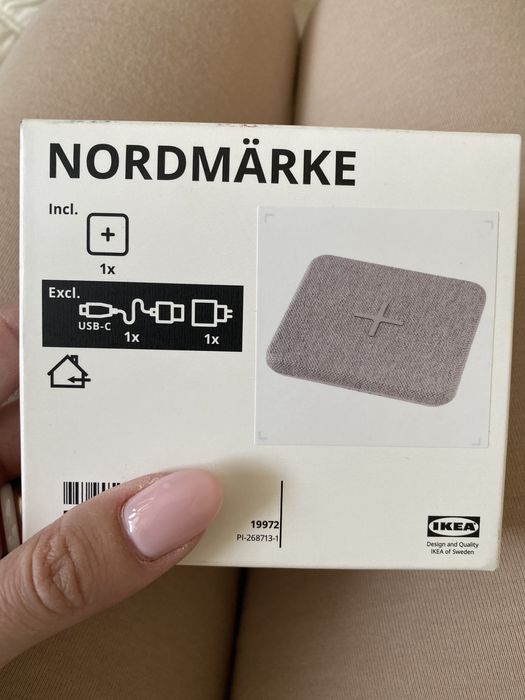 NORDMÄRKE
Incl.
1x
Excl.
USB-C
1x
1x
19972
PI-268713-1
IKEA
Design and Quality
IKEA of Sweden